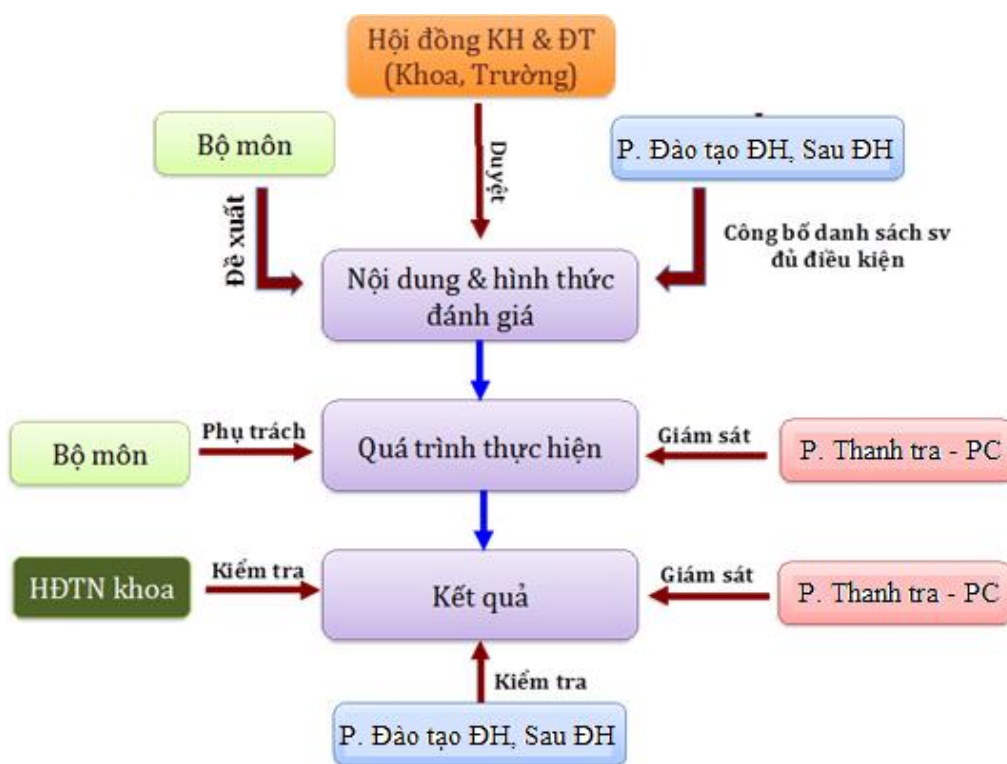 Hội đồng KH & ĐT
(Khoa, Trường)
Bộ môn
P. Đào tạo ĐH, Sau ĐH
Duyệt
Đề xuất
Công bố danh sách sv
đủ điều kiện
Nội dung & hình thức
đánh giá
Bộ môn
Phụ trách
Quá trình thực hiện
Giám sát
P. Thanh tra - PC
HĐTN khoa
Kiểm tra
Kết quả
Giám sát
P. Thanh tra - PC
Kiểm tra
P. Đào tạo ĐH, Sau ĐH